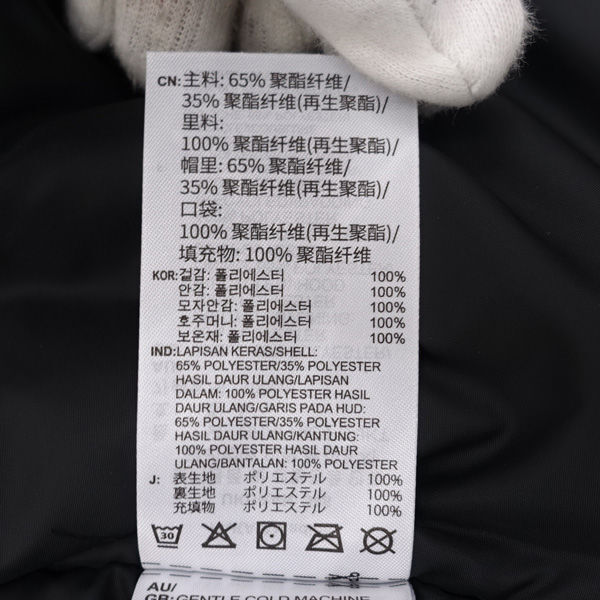 CN: 主料: 65% 聚酯纤维/
35% 聚酯纤维(再生聚酯)/
里料:
100% 聚酯纤维(再生聚酯)/
帽里: 65% 聚酯纤维/
35% 聚酯纤维(再生聚酯)/
口袋:
100% 聚酯纤维(再生聚酯)/
填充物: 100% 聚酯纤维
KOR: 겉감: 폴리에스터 100%
안감: 폴리에스터 100%
모자안감: 폴리에스터 100%
호주머니: 폴리에스터 100%
보온재: 폴리에스터 100%
IND: LAPISAN KERAS/SHELL:
65% POLYESTER/35% POLYESTER
HASIL DAUR ULANG/LAPISAN
DALAM: 100% POLYESTER HASIL
DAUR ULANG/GARIS PADA HUD:
65% POLYESTER/35% POLYESTER
HASIL DAUR ULANG/KANTUNG:
100% POLYESTER HASIL DAUR
ULANG/BANTALAN: 100% POLYESTER
J: 表生地 ポリエステル 100%
裏生地 ポリエステル 100%
充填物 ポリエステル 100%
30
AU/
GB: GENTLE COLD MACHINE